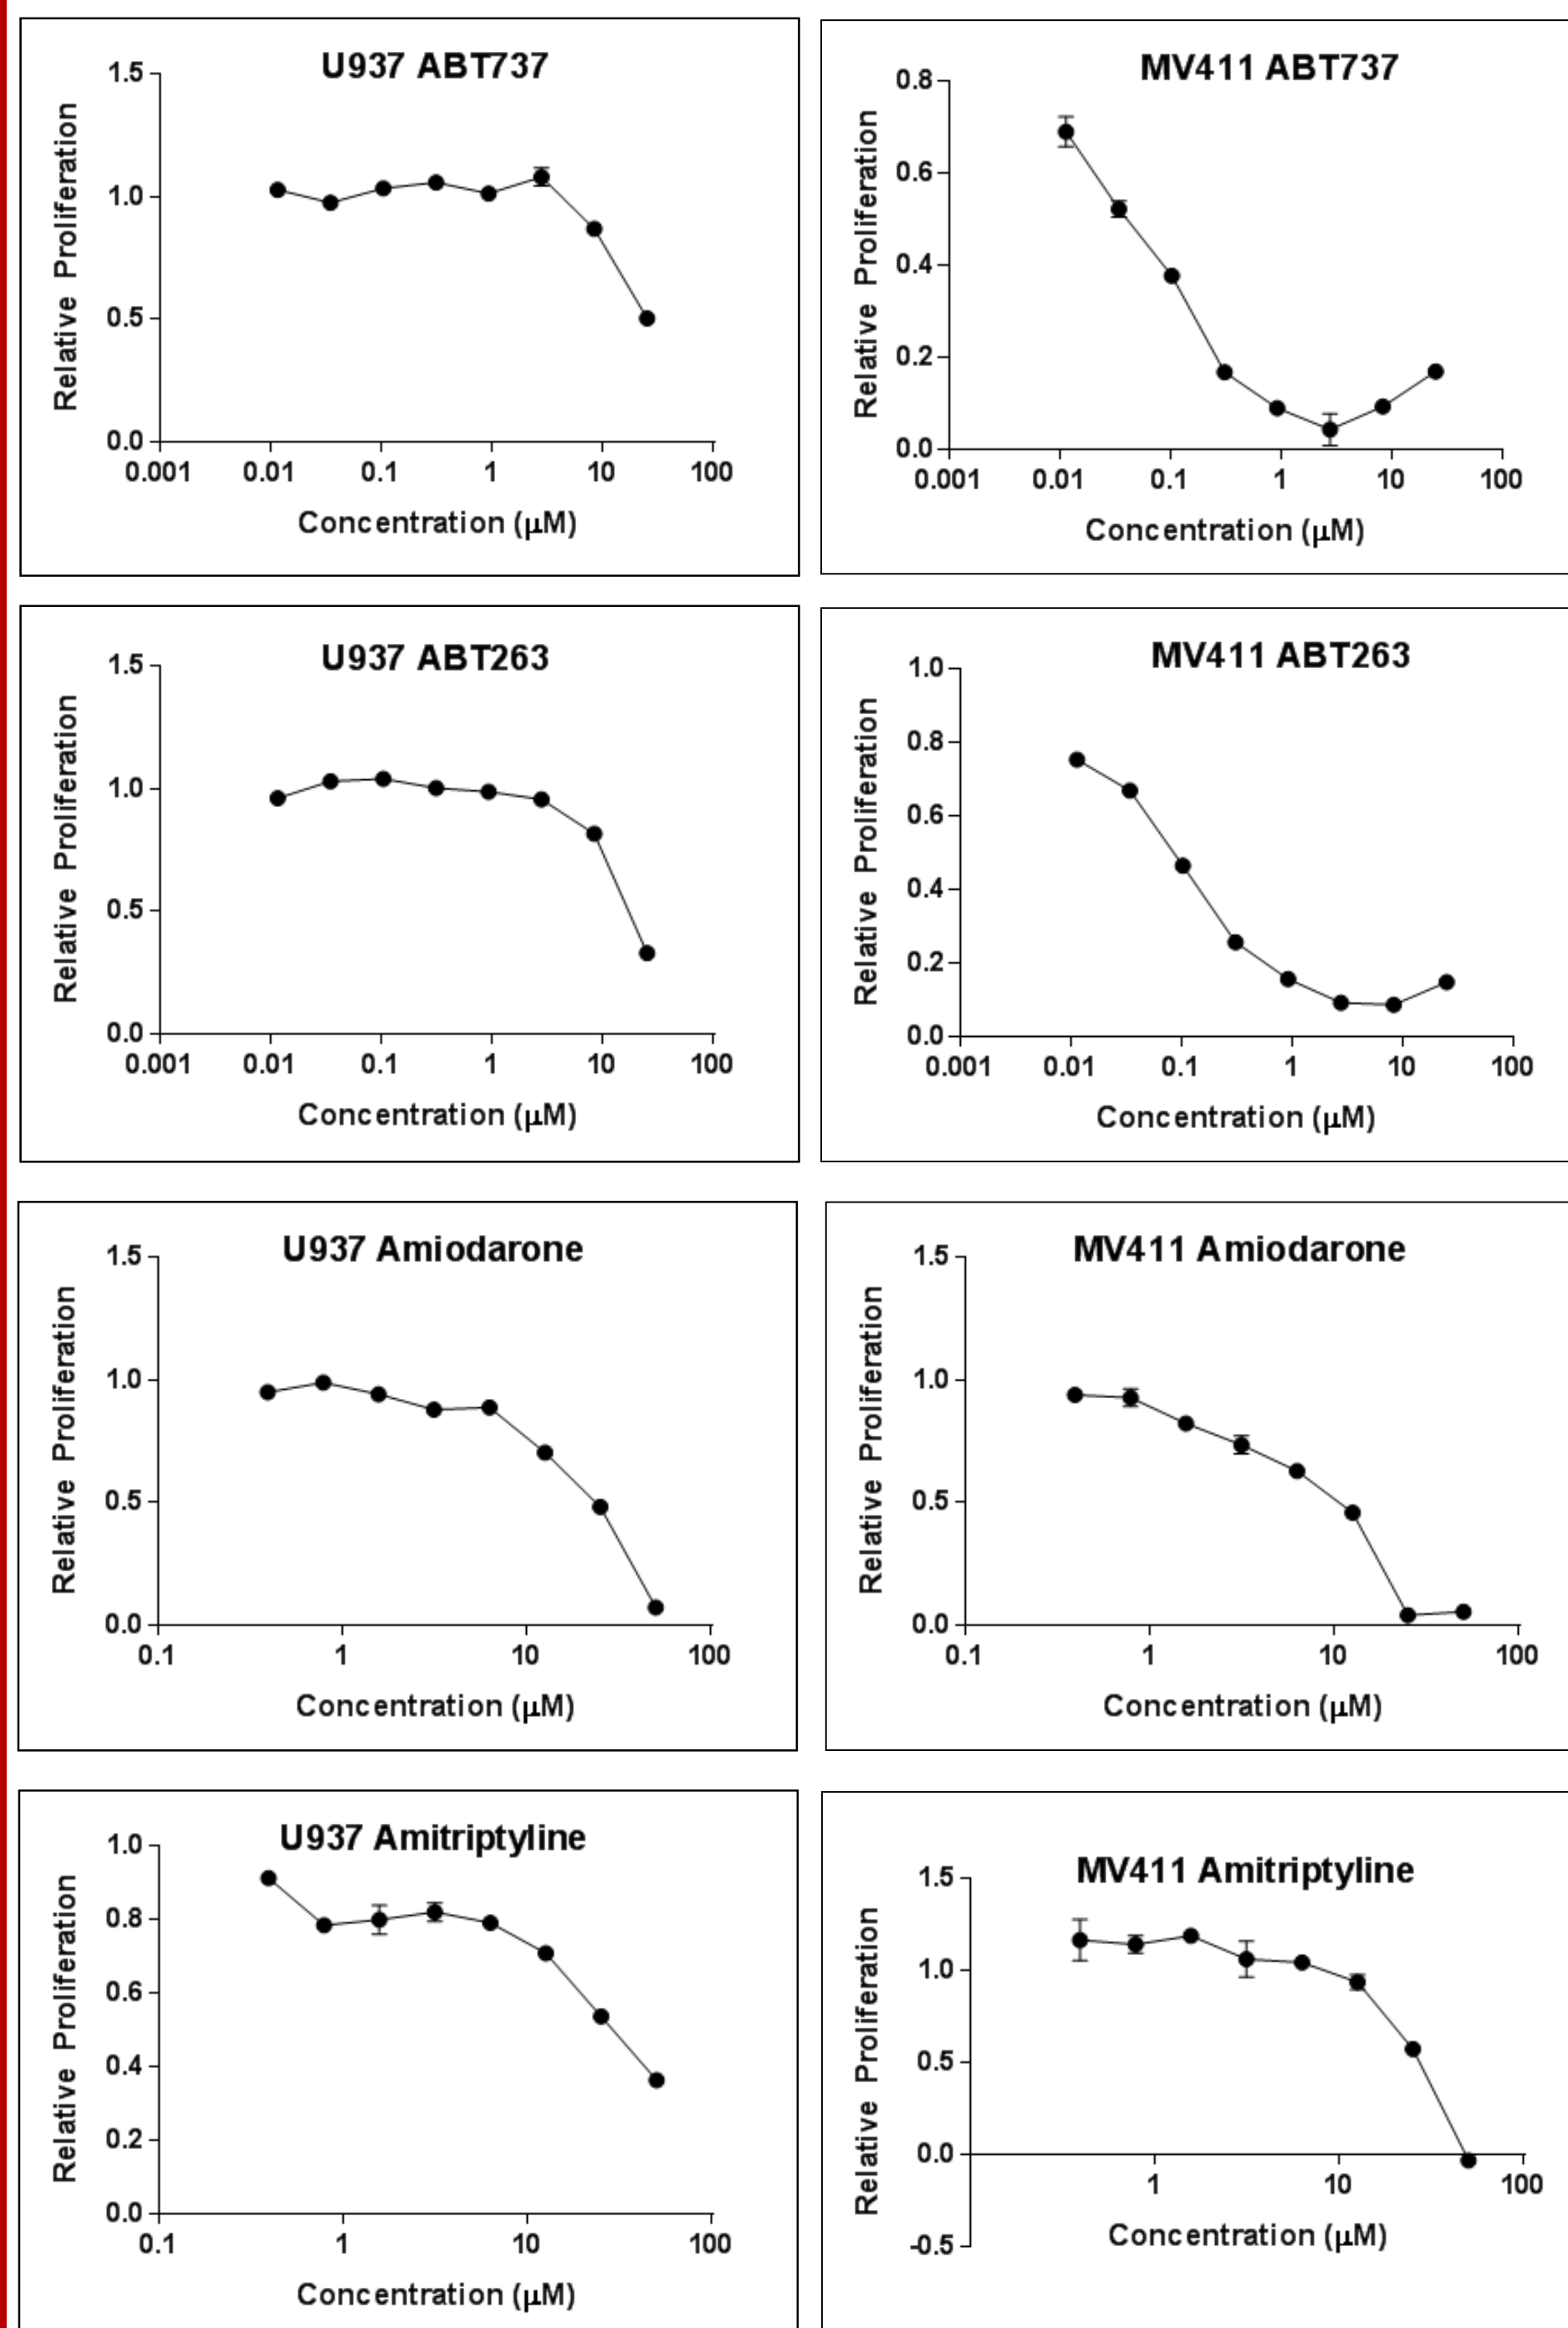 U937 ABT737
Relative Proliferation
1.5
1.0
0.5
0.0
0.001 0.01 0.1 1 10 100
Concentration (μM)
MV411 ABT737
Relative Proliferation
0.8
0.6
0.4
0.2
0.0
0.001 0.01 0.1 1 10 100
Concentration (μM)
U937 ABT263
Relative Proliferation
1.5
1.0
0.5
0.0
0.001 0.01 0.1 1 10 100
Concentration (μM)
MV411 ABT263
Relative Proliferation
1.0
0.8
0.6
0.4
0.2
0.0
0.001 0.01 0.1 1 10 100
Concentration (μM)
U937 Amiodarone
Relative Proliferation
1.5
1.0
0.5
0.0
0.1 1 10 100
Concentration (μM)
MV411 Amiodarone
Relative Proliferation
1.5
1.0
0.5
0.0
0.1 1 10 100
Concentration (μM)
U937 Amitriptyline
Relative Proliferation
1.0
0.8
0.6
0.4
0.2
0.0
0.1 1 10 100
Concentration (μM)
MV411 Amitriptyline
Relative Proliferation
1.5
1.0
0.5
0.0
-0.5
1 10 100
Concentration (μM)